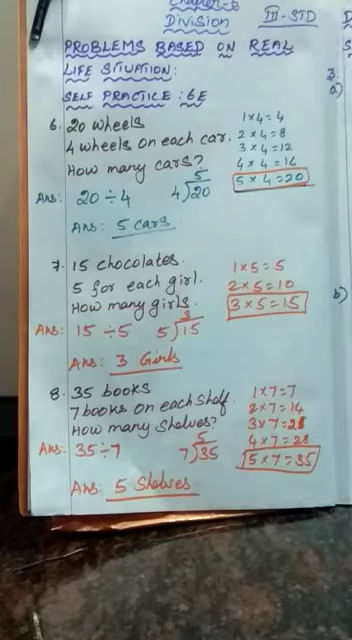 Chapter-6
Division III-STD
PROBLEMS BASED ON REAL
LIFE SITUATION:
SELF PRACTICE: 6E
6. 20 wheels
4 wheels on each car.
How many cars?
Ans: 20 ÷ 4
5
4)20
1 x 4 = 4
2 x 4 = 8
3 x 4 = 12
4 x 4 = 16
5 x 4 = 20
Ans: 5 cars
7. 15 chocolates.
5 for each girl.
How many girls.
Ans: 15 ÷ 5
3
5)15
1 x 5 = 5
2 x 5 = 10
3 x 5 = 15
Ans: 3 Girls
8. 35 books
7 books on each shelf.
How many shelves?
Ans: 35 ÷ 7
5
7)35
1 x 7 = 7
2 x 7 = 14
3 x 7 = 21
4 x 7 = 28
5 x 7 = 35
Ans: 5 Shelves
3.
a)
b)